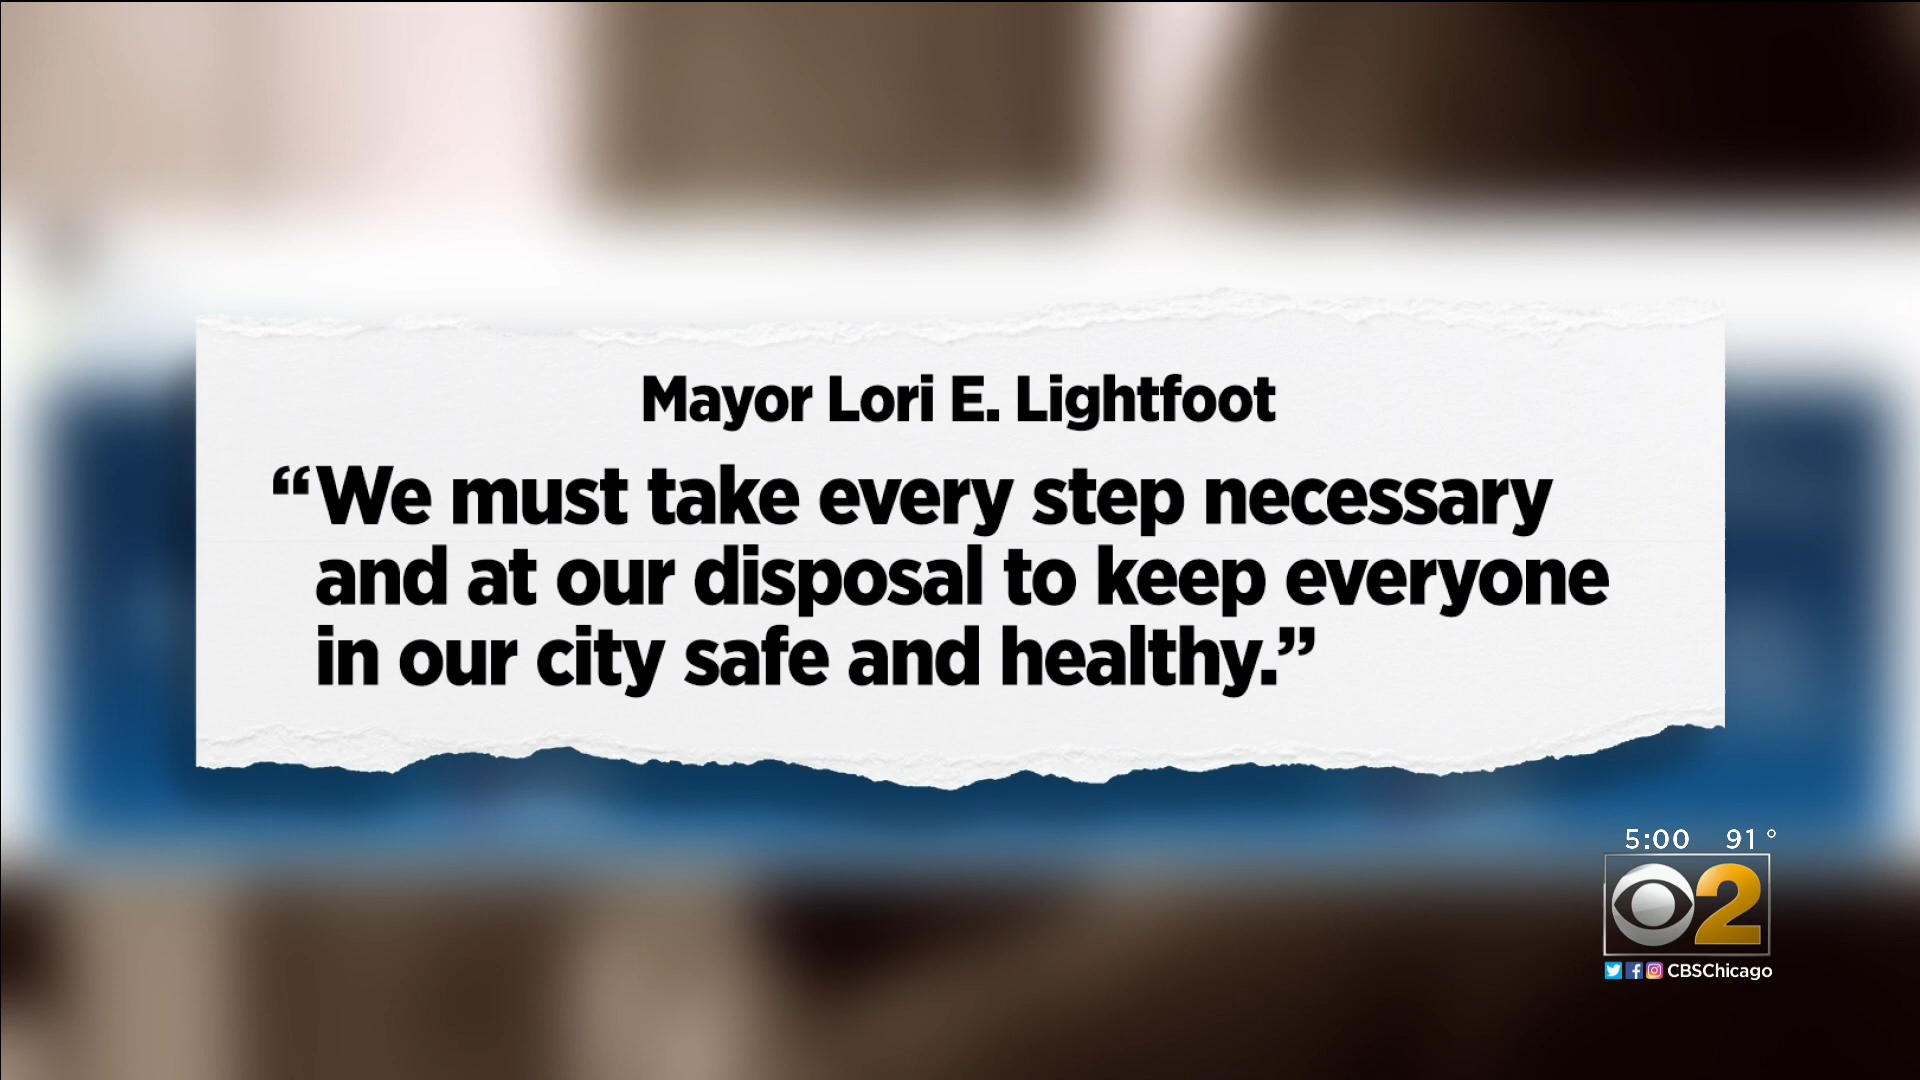 Mayor Lori E. Lightfoot
“We must take every step necessary
and at our disposal to keep everyone
in our city safe and healthy.”
5:00 91°
2
CBSChicago